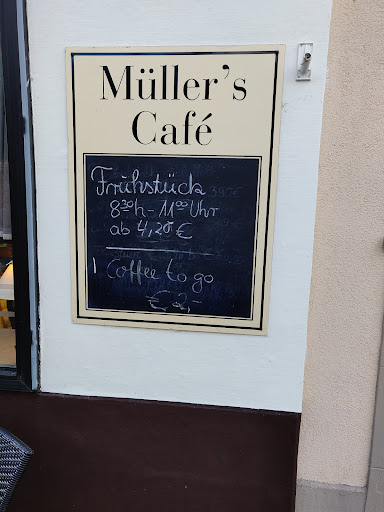 Müller's
Café
Frühstück
8³⁰h - 11⁰⁰ Uhr
ab 4,20 €
1 Coffee to go
€ 2,-